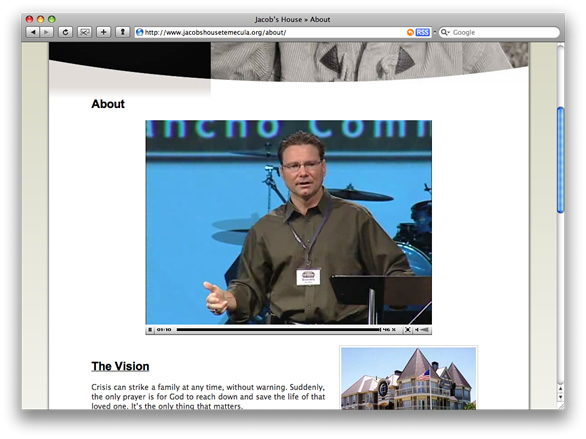 Jacob's House » About
http://www.jacobshousetemecula.org/about/
RSS
Google
About
ancho Comm
01:10
The Vision
Crisis can strike a family at any time, without warning. Suddenly,
the only prayer is for God to reach down and save the life of that
loved one. It's the only thing that matters.